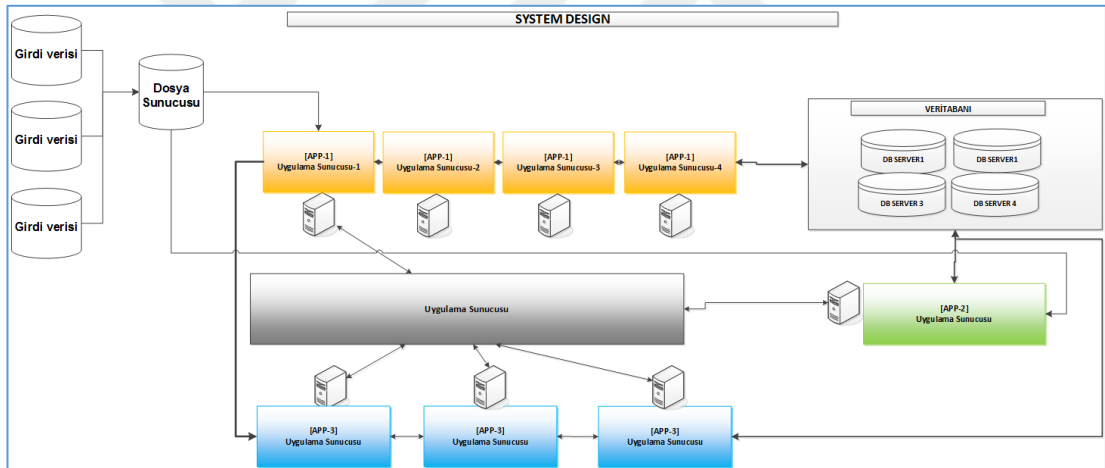 SYSTEM DESIGN
Girdi verisi
Girdi verisi
Girdi verisi
Dosya
Sunucusu
[APP-1]
Uygulama Sunucusu-1
[APP-1]
Uygulama Sunucusu-2
[APP-1]
Uygulama Sunucusu-3
[APP-1]
Uygulama Sunucusu-4
VERİTABANI
DB SERVER1
DB SERVER1
DB SERVER 3
DB SERVER 4
Uygulama Sunucusu
[APP-2]
Uygulama Sunucusu
[APP-3]
Uygulama Sunucusu
[APP-3]
Uygulama Sunucusu
[APP-3]
Uygulama Sunucusu